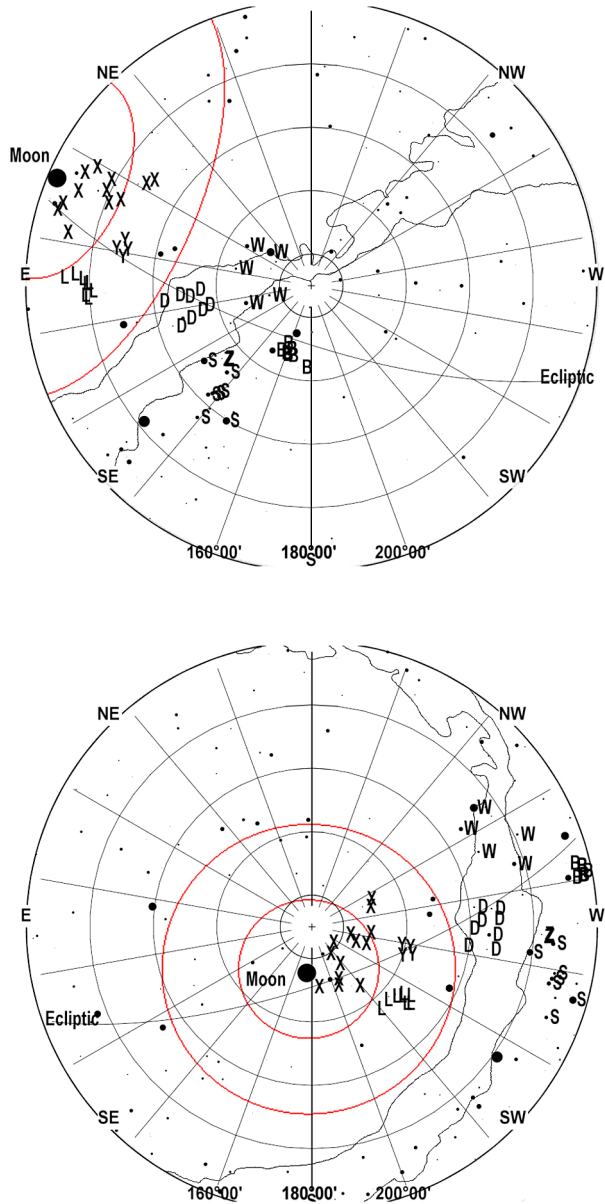 NE NW
Moon
X X X X X
X X X X X X
W W
X
Y Y Y Y
W
E W
L L L L L L L
D D D D W W
D D D D
B B B B B B
S Z
B
S
Ecliptic
S S S
S S
SE SW
160°00' 180°00' 200°00'
S
NE NW
W
W W
W W
B B B B B B
X X
D D
E W
D D D
X X X X Z
X Y Y D D D S
X Y Y S
X
Moon X S S
X X X S
L L L L L L S
Ecliptic S
SE SW
160°00' 180°00' 200°00'
S